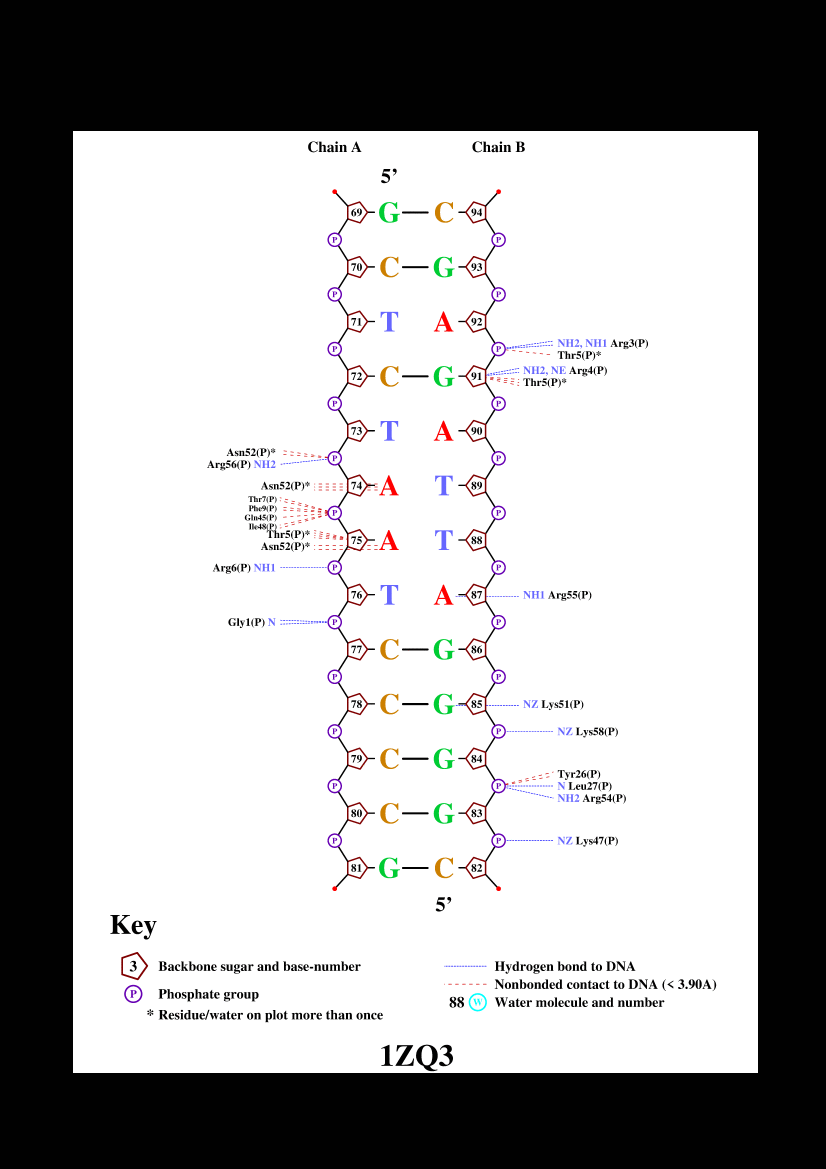 Chain A Chain B
5’
69 G C 94
P P
70 C G 93
P P
71 T A 92
NH2, NH1 Arg3(P)
P P
Thr5(P)*
NH2, NE Arg4(P)
72 C G 91
Thr5(P)*
P P
73 T A 90
Asn52(P)*
P P
Arg56(P) NH2
Asn52(P)* 74 A T 89
Thr7(P)
Phe9(P)
P P
Gln45(P)
Ile48(P)
Thr5(P)*
75 A T 88
Asn52(P)*
Arg6(P) NH1 P P
76 T A 87 NH1 Arg55(P)
Gly1(P) N P P
77 C G 86
P P
78 C G 85 NZ Lys51(P)
P P NZ Lys58(P)
79 C G 84
Tyr26(P)
P P N Leu27(P)
NH2 Arg54(P)
80 C G 83
P P NZ Lys47(P)
81 G C 82
5’
Key
3 Backbone sugar and base-number
Hydrogen bond to DNA
Nonbonded contact to DNA (< 3.90A)
P Phosphate group
88 W Water molecule and number
* Residue/water on plot more than once
1ZQ3